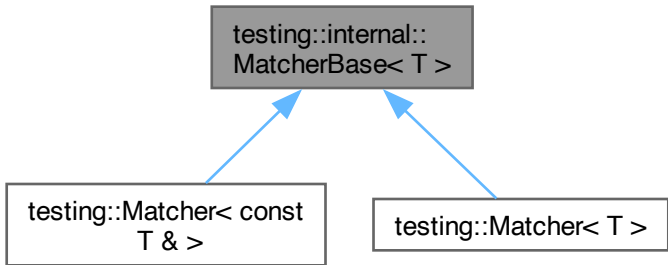 testing::internal::
MatcherBase< T >
testing::Matcher< const
T & >
testing::Matcher< T >